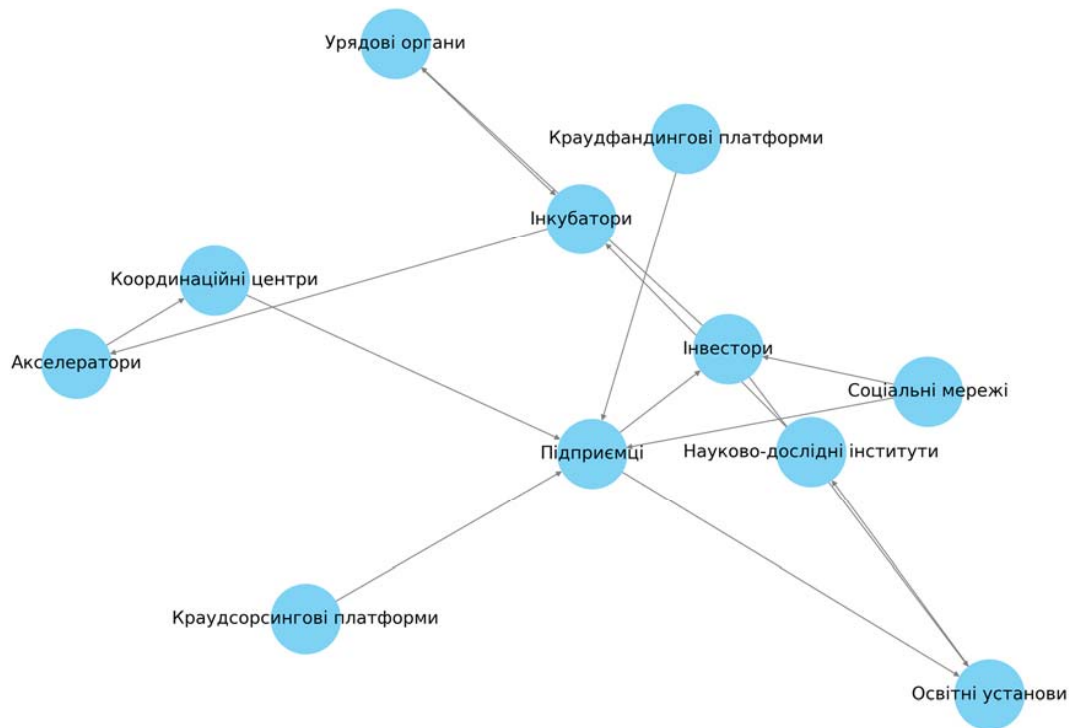 Урядові органи
Краудфандингові платформи
Інкубатори
Координаційні центри
Інвестори
Акселератори
Соціальні мережі
Підприємці
Науково-дослідні інститути
Краудсорсингові платформи
Освітні установи